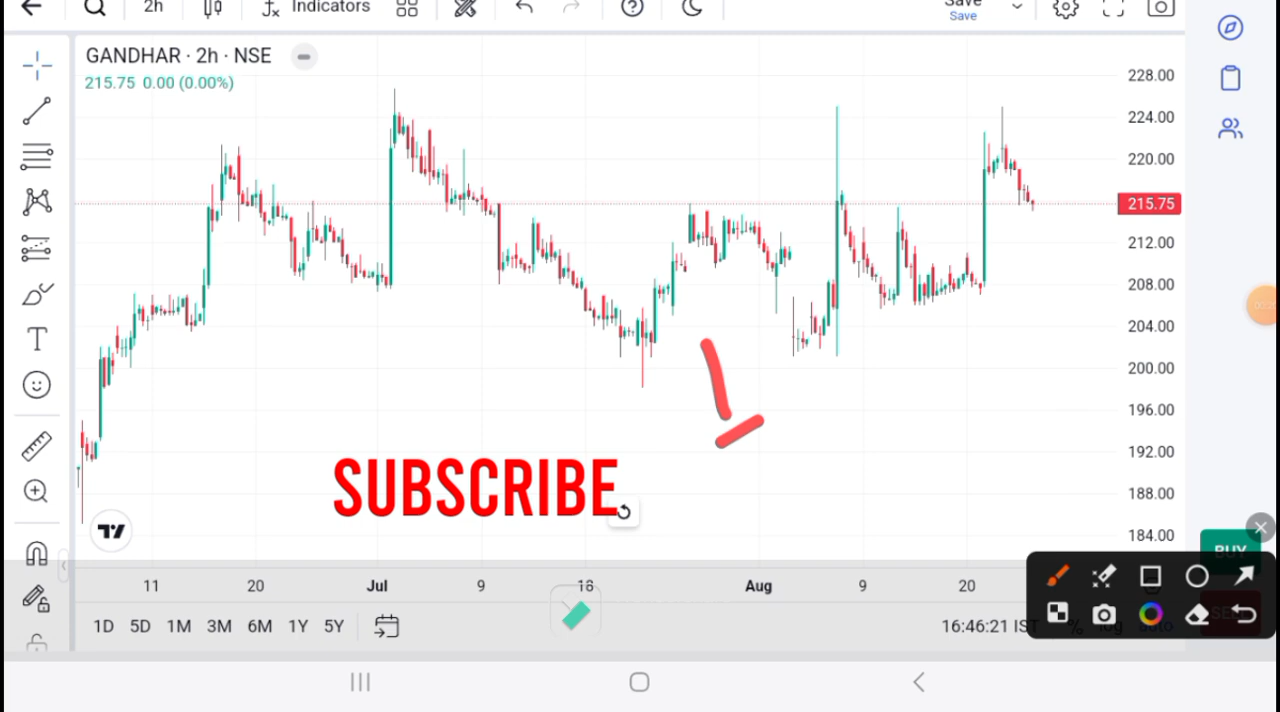 2h
Indicators
Save
Save
GANDHAR · 2h · NSE
215.75 0.00 (0.00%)
228.00
224.00
220.00
215.75
212.00
208.00
204.00
200.00
196.00
192.00
188.00
184.00
SUBSCRIBE
BUY
11 20 Jul 9 18 Aug 9 20
1D 5D 1M 3M 6M 1Y 5Y
16:46:21 IST % log auto